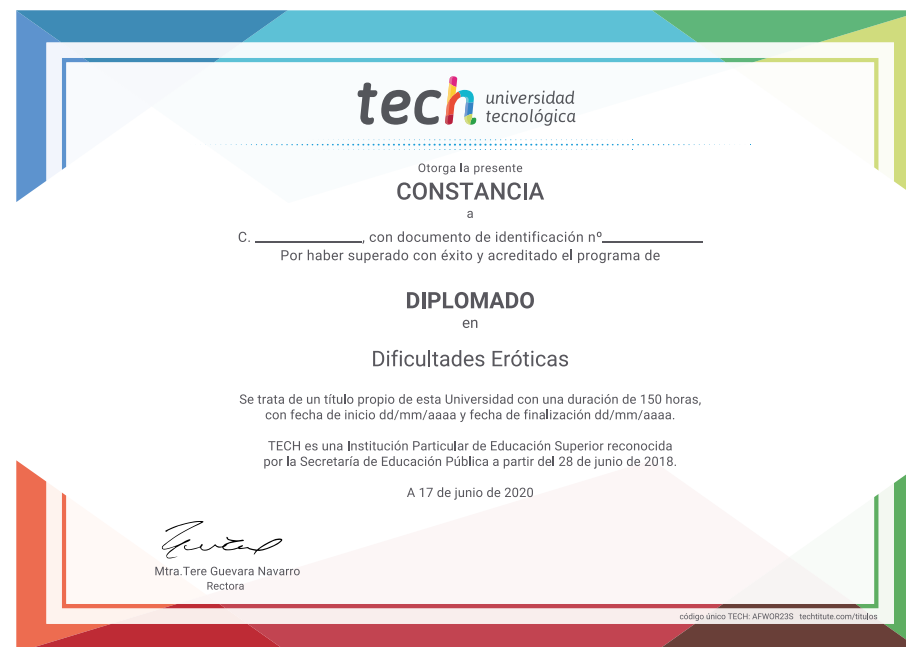 tech universidad
tecnológica
Otorga la presente
CONSTANCIA
a
C. ____________, con documento de identificación nº____________
Por haber superado con éxito y acreditado el programa de
DIPLOMADO
en
Dificultades Eróticas
Se trata de un título propio de esta Universidad con una duración de 150 horas,
con fecha de inicio dd/mm/aaaa y fecha de finalización dd/mm/aaaa.
TECH es una Institución Particular de Educación Superior reconocida
por la Secretaría de Educación Pública a partir del 28 de junio de 2018.
A 17 de junio de 2020
Mtra.Tere Guevara Navarro
Rectora
código único TECH: AFWOR23S techtitute.com/titulos